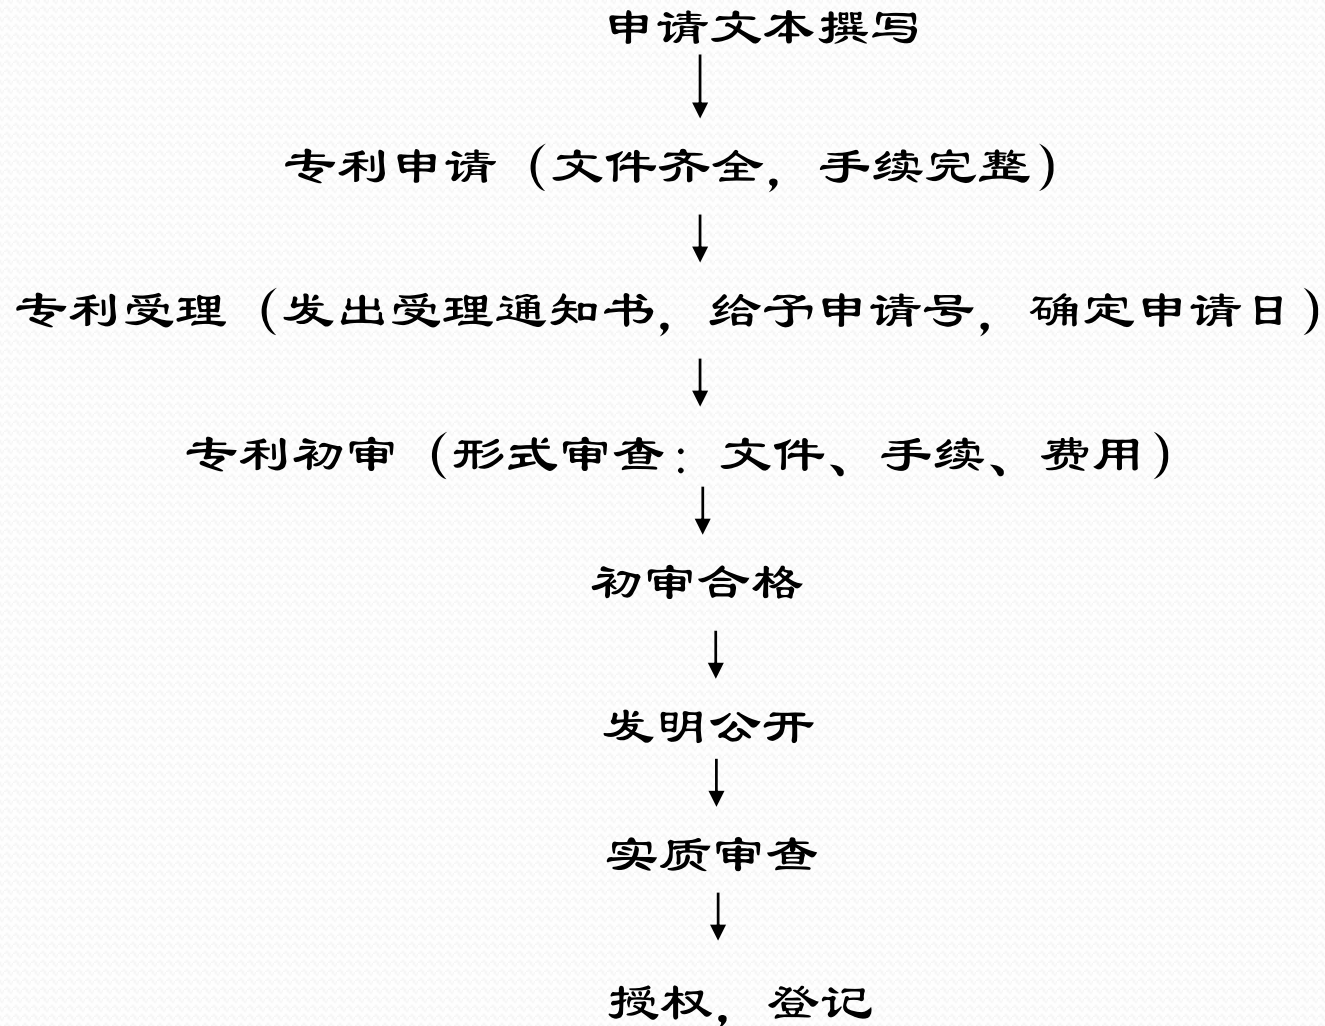 申请文本撰写
专利申请（文件齐全，手续完整）
专利受理（发出受理通知书，给予申请号，确定申请日）
专利初审（形式审查：文件、手续、费用）
初审合格
发明公开
实质审查
授权，登记